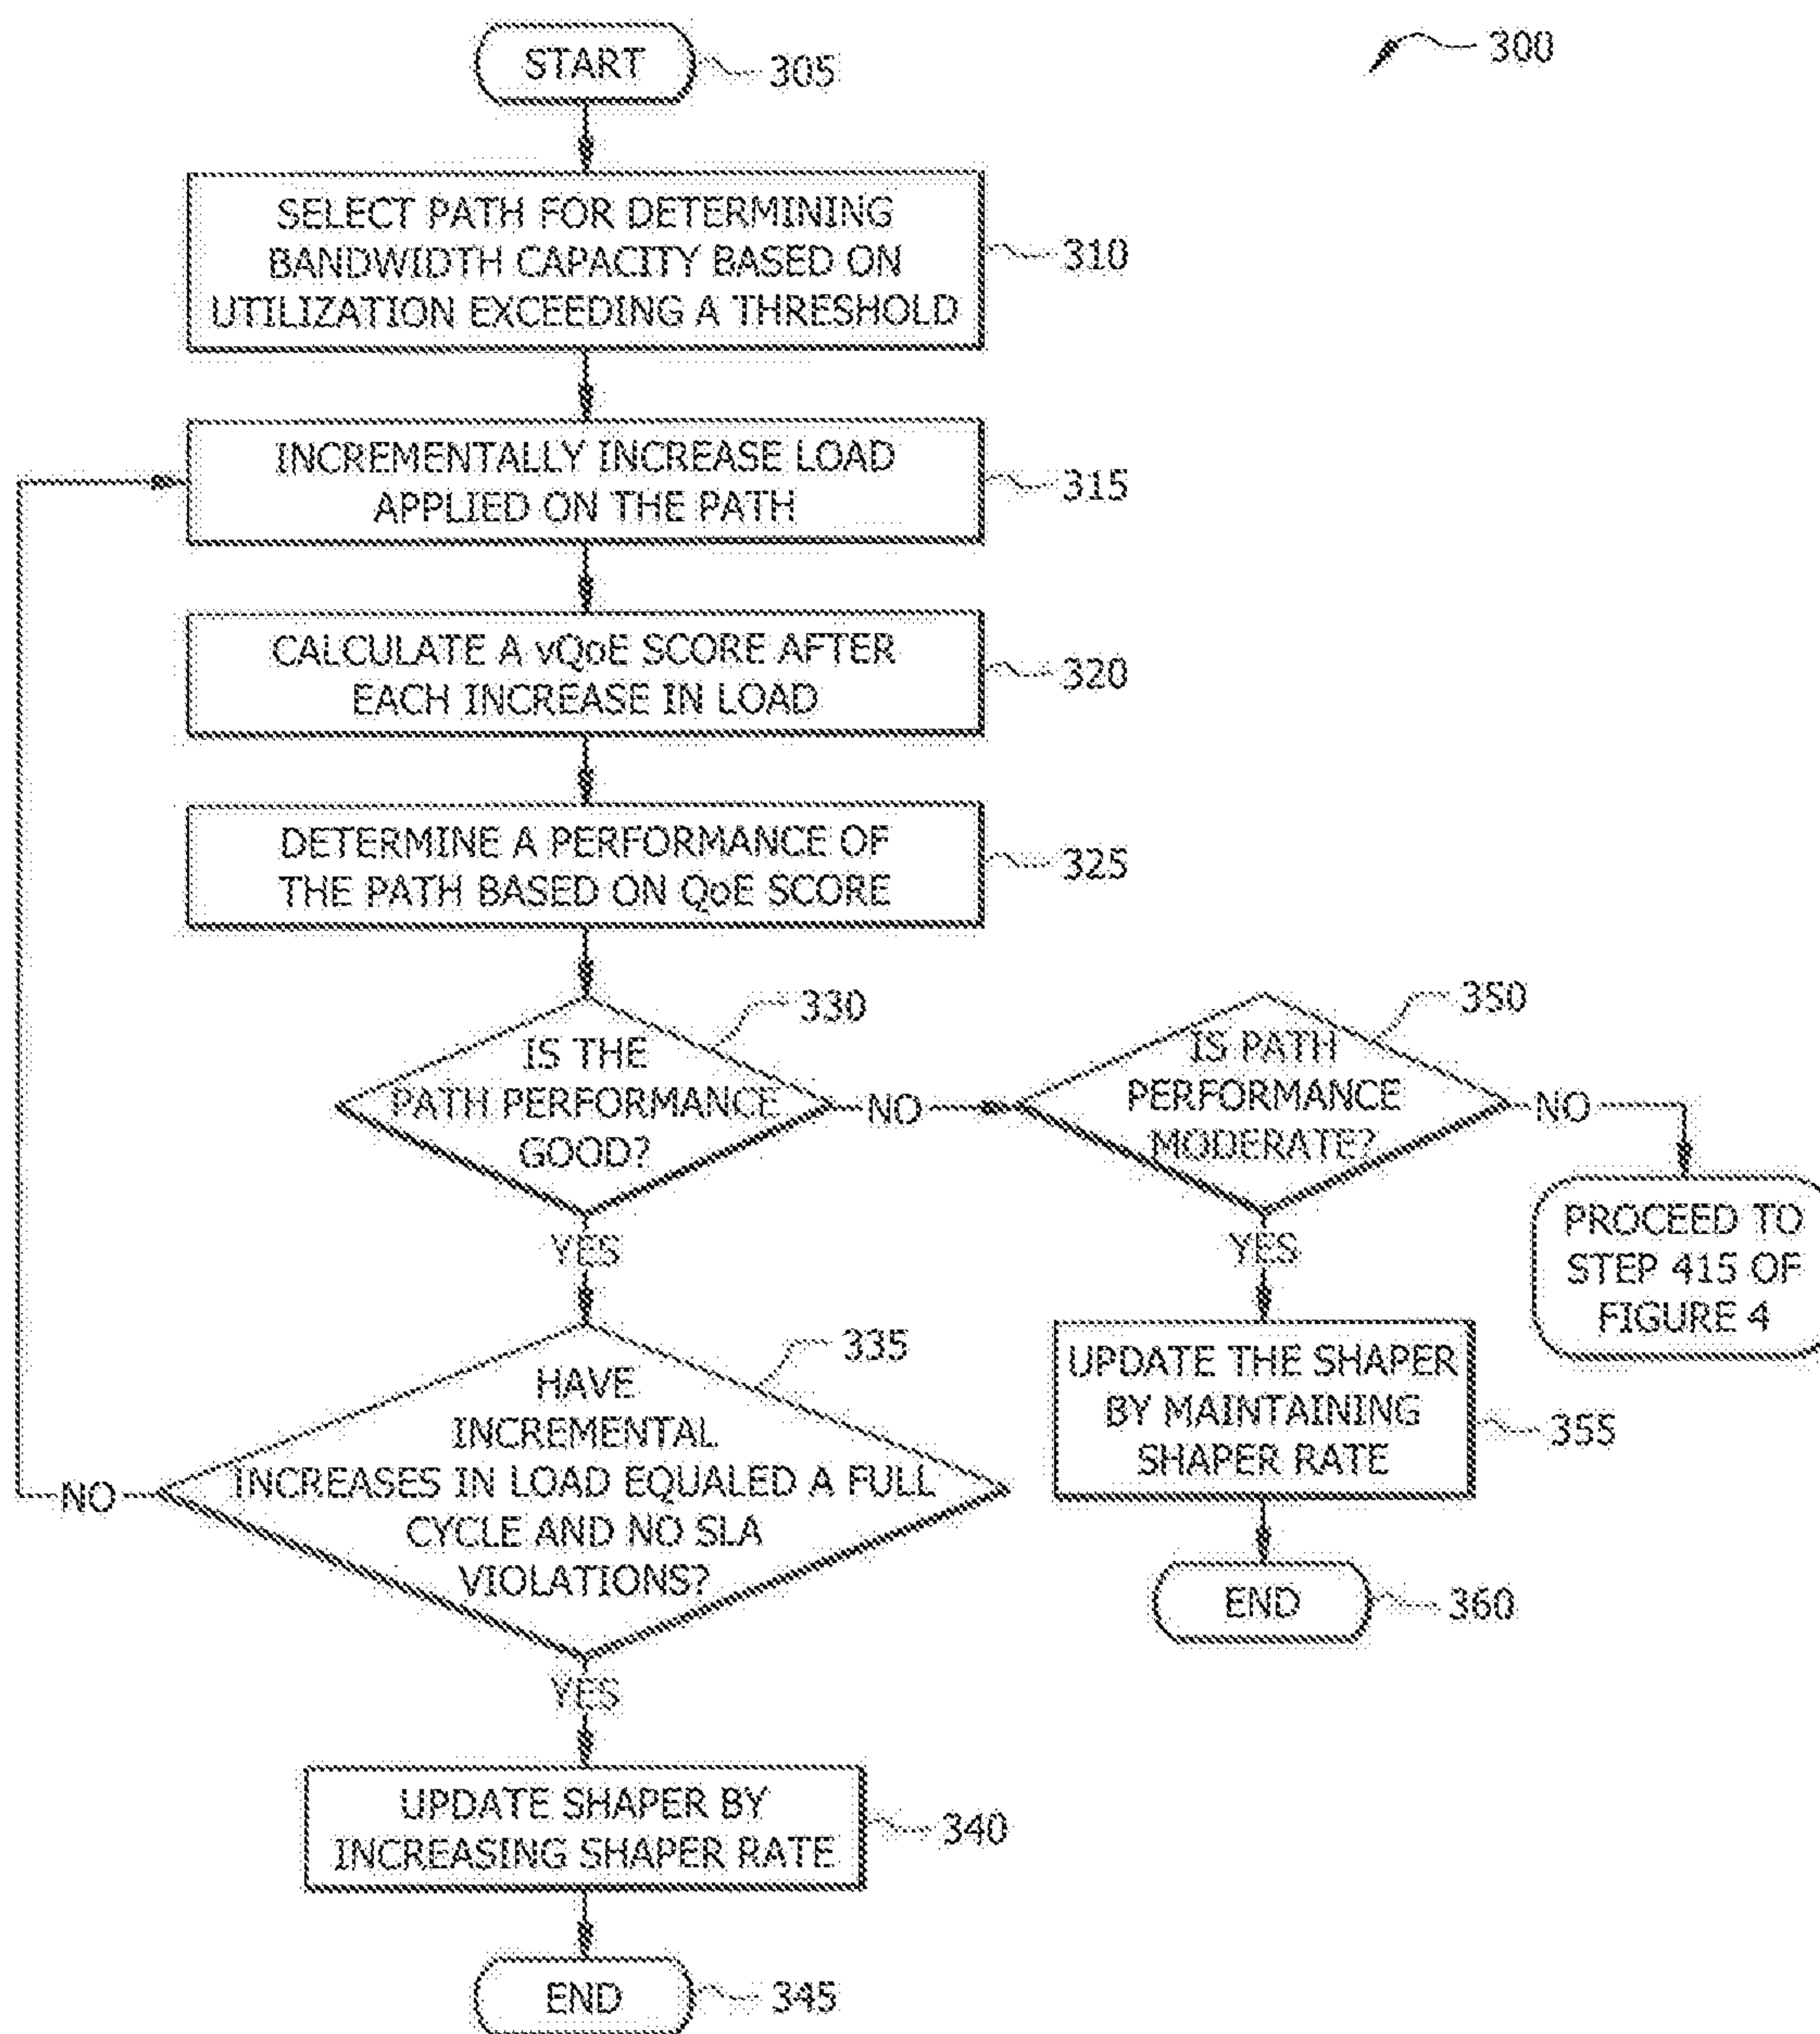 300
START
305
SELECT PATH FOR DETERMINING
BANDWIDTH CAPACITY BASED ON
UTILIZATION EXCEEDING A THRESHOLD
310
INCREMENTALLY INCREASE LOAD
APPLIED ON THE PATH
315
CALCULATE A vQoE SCORE AFTER
EACH INCREASE IN LOAD
320
DETERMINE A PERFORMANCE OF
THE PATH BASED ON QoE SCORE
325
IS THE
PATH PERFORMANCE
GOOD?
330
NO
IS PATH
PERFORMANCE
MODERATE?
350
NO
PROCEED TO
STEP 415 OF
FIGURE 4
YES
YES
HAVE
INCREMENTAL
INCREASES IN LOAD EQUALED A FULL
CYCLE AND NO SLA
VIOLATIONS?
335
NO
UPDATE THE SHAPER
BY MAINTAINING
SHAPER RATE
355
END
360
YES
UPDATE SHAPER BY
INCREASING SHAPER RATE
340
END
345